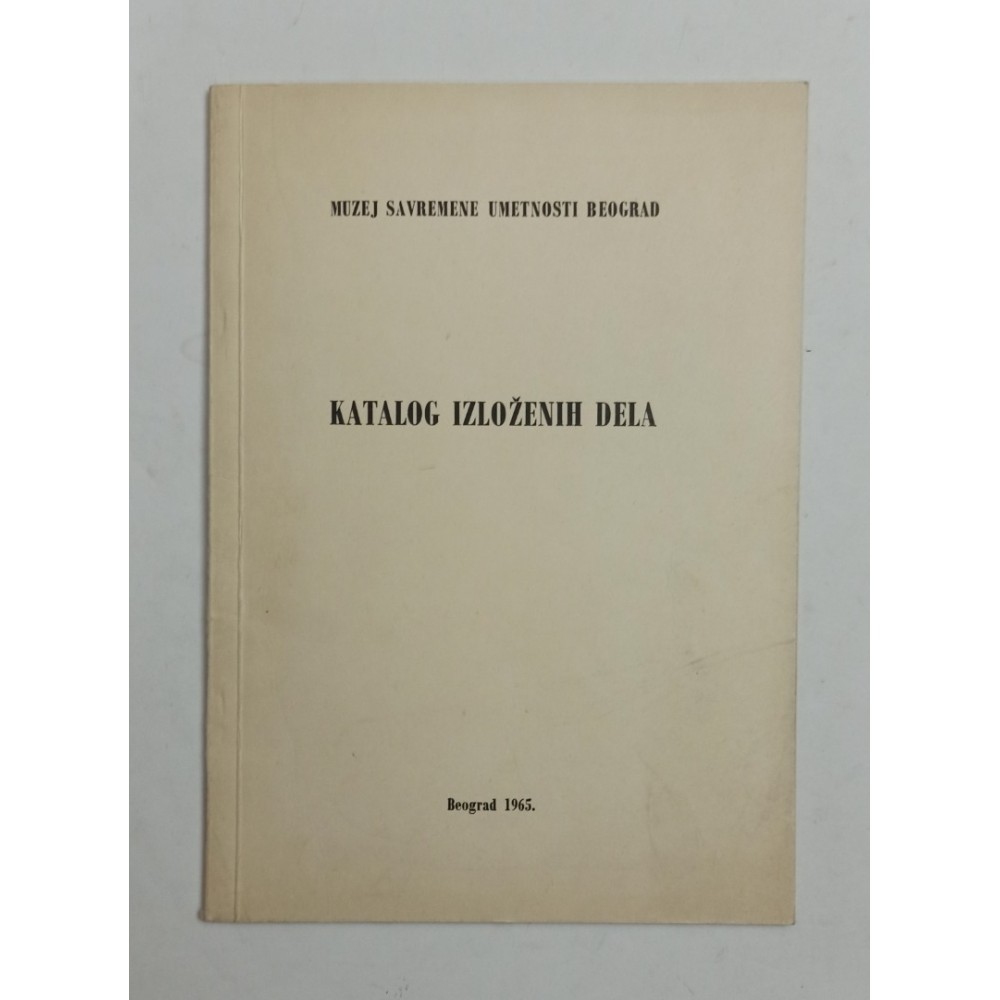 MUZEJ SAVREMENE UMETNOSTI BEOGRAD
KATALOG IZLOŽENIH DELA
Beograd 1965.